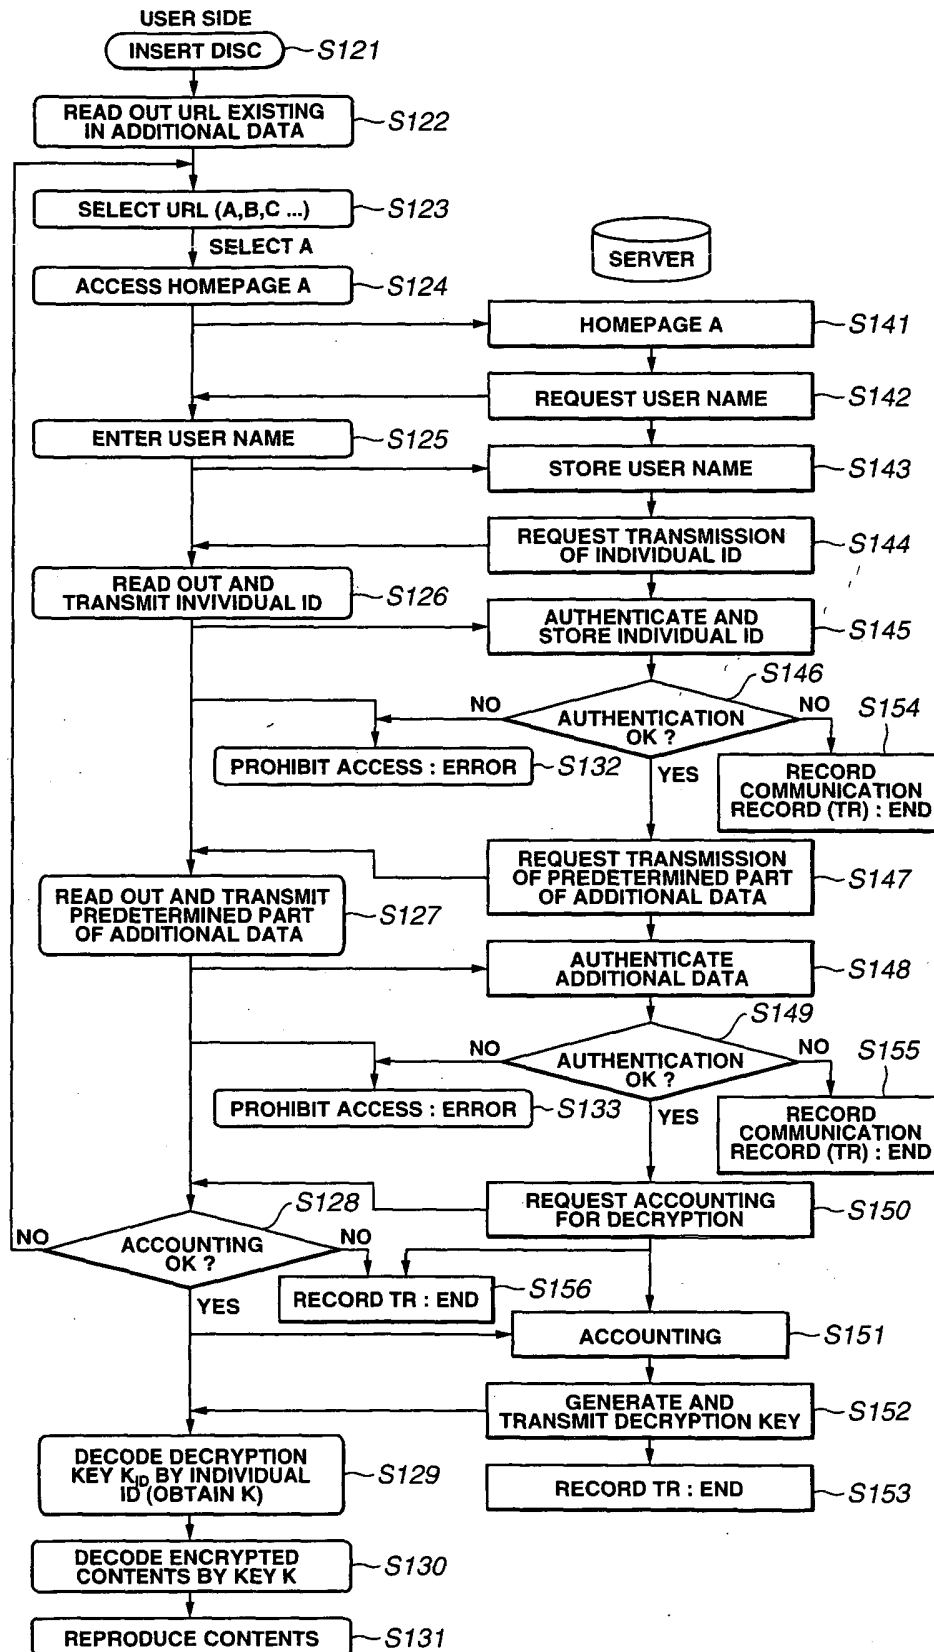 USER SIDE
INSERT DISC
S121
READ OUT URL EXISTING
IN ADDITIONAL DATA
S122
SELECT URL (A,B,C ...)
S123
SELECT A
SERVER
ACCESS HOMEPAGE A
S124
HOMEPAGE A
S141
REQUEST USER NAME
S142
ENTER USER NAME
S125
STORE USER NAME
S143
REQUEST TRANSMISSION
OF INDIVIDUAL ID
S144
READ OUT AND
TRANSMIT INVIVIDUAL ID
S126
AUTHENTICATE AND
STORE INDIVIDUAL ID
S145
S146
NO
AUTHENTICATION
OK ?
NO
S154
PROHIBIT ACCESS : ERROR
S132
YES
RECORD
COMMUNICATION
RECORD (TR) : END
REQUEST TRANSMISSION
OF PREDETERMINED PART
OF ADDITIONAL DATA
S147
READ OUT AND TRANSMIT
PREDETERMINED PART
OF ADDITIONAL DATA
S127
AUTHENTICATE
ADDITIONAL DATA
S148
S149
NO
AUTHENTICATION
OK ?
NO
S155
PROHIBIT ACCESS : ERROR
S133
YES
RECORD
COMMUNICATION
RECORD (TR) : END
REQUEST ACCOUNTING
FOR DECRYPTION
S150
S128
NO
ACCOUNTING
OK ?
NO
YES
RECORD TR : END
S156
ACCOUNTING
S151
GENERATE AND
TRANSMIT DECRYPTION KEY
S152
DECODE DECRYPTION
KEY KID BY INDIVIDUAL
ID (OBTAIN K)
S129
RECORD TR : END
S153
DECODE ENCRYPTED
CONTENTS BY KEY K
S130
REPRODUCE CONTENTS
S131